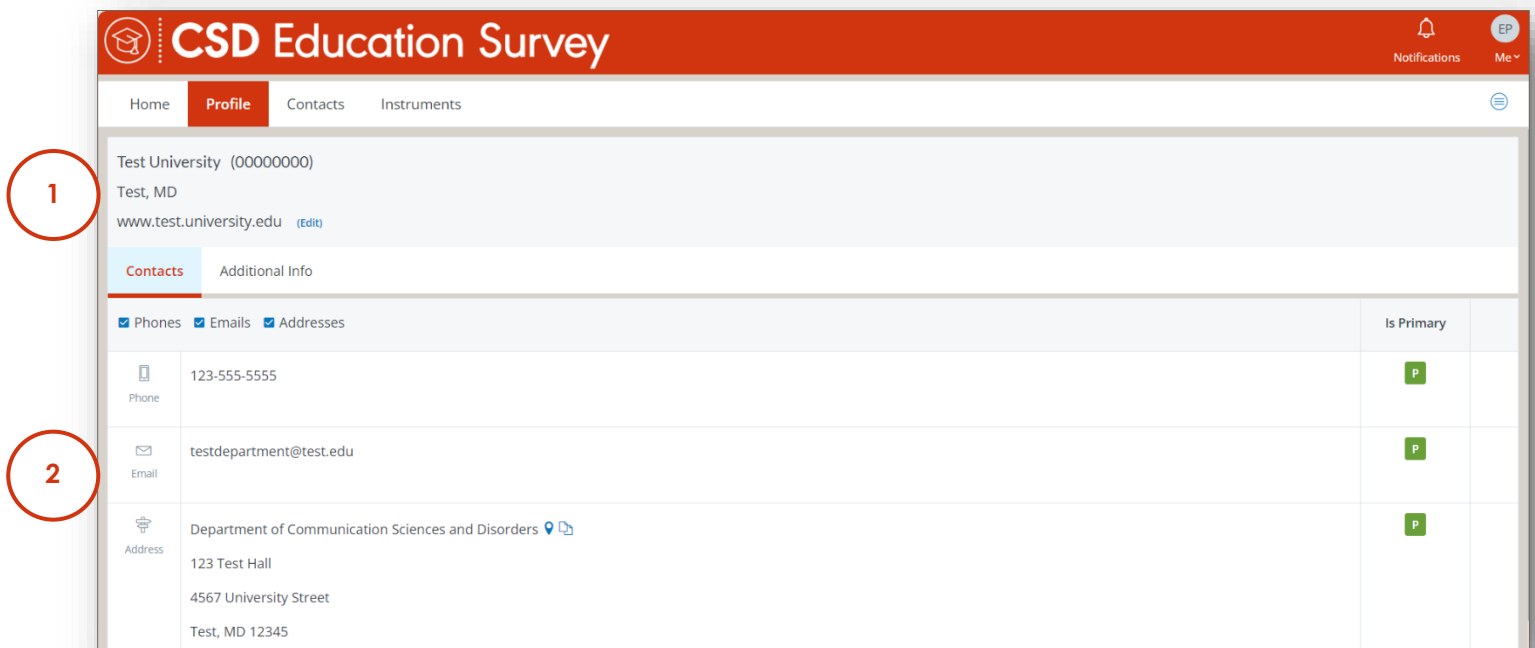 CSD Education Survey
Notifications
EP
Me
Home Profile Contacts Instruments
1
Test University (00000000)
Test, MD
www.test.university.edu (Edit)
Contacts Additional Info
Phones Emails Addresses Is Primary
Phone 123-555-5555 P
2
Email testdepartment@test.edu P
Address Department of Communication Sciences and Disorders P
123 Test Hall
4567 University Street
Test, MD 12345